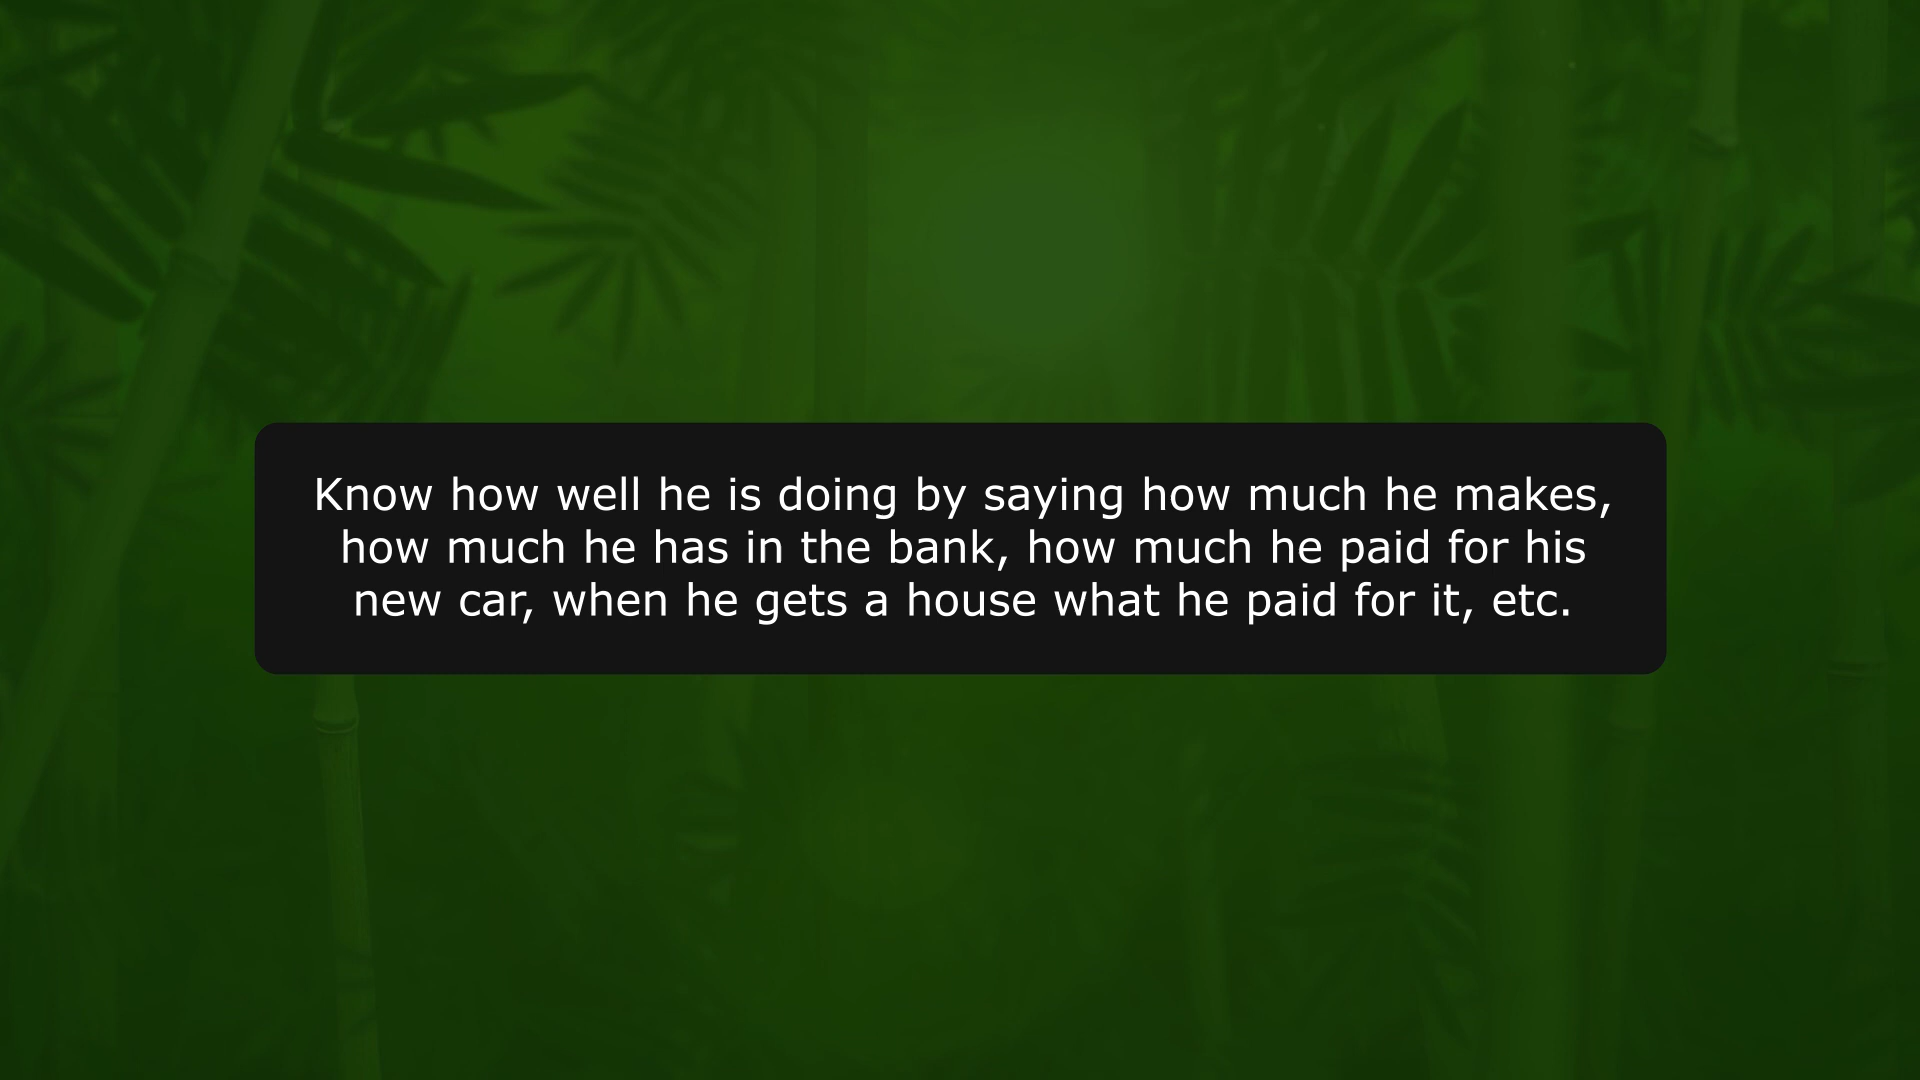 Know how well he is doing by saying how much he makes,
how much he has in the bank, how much he paid for his
new car, when he gets a house what he paid for it, etc.